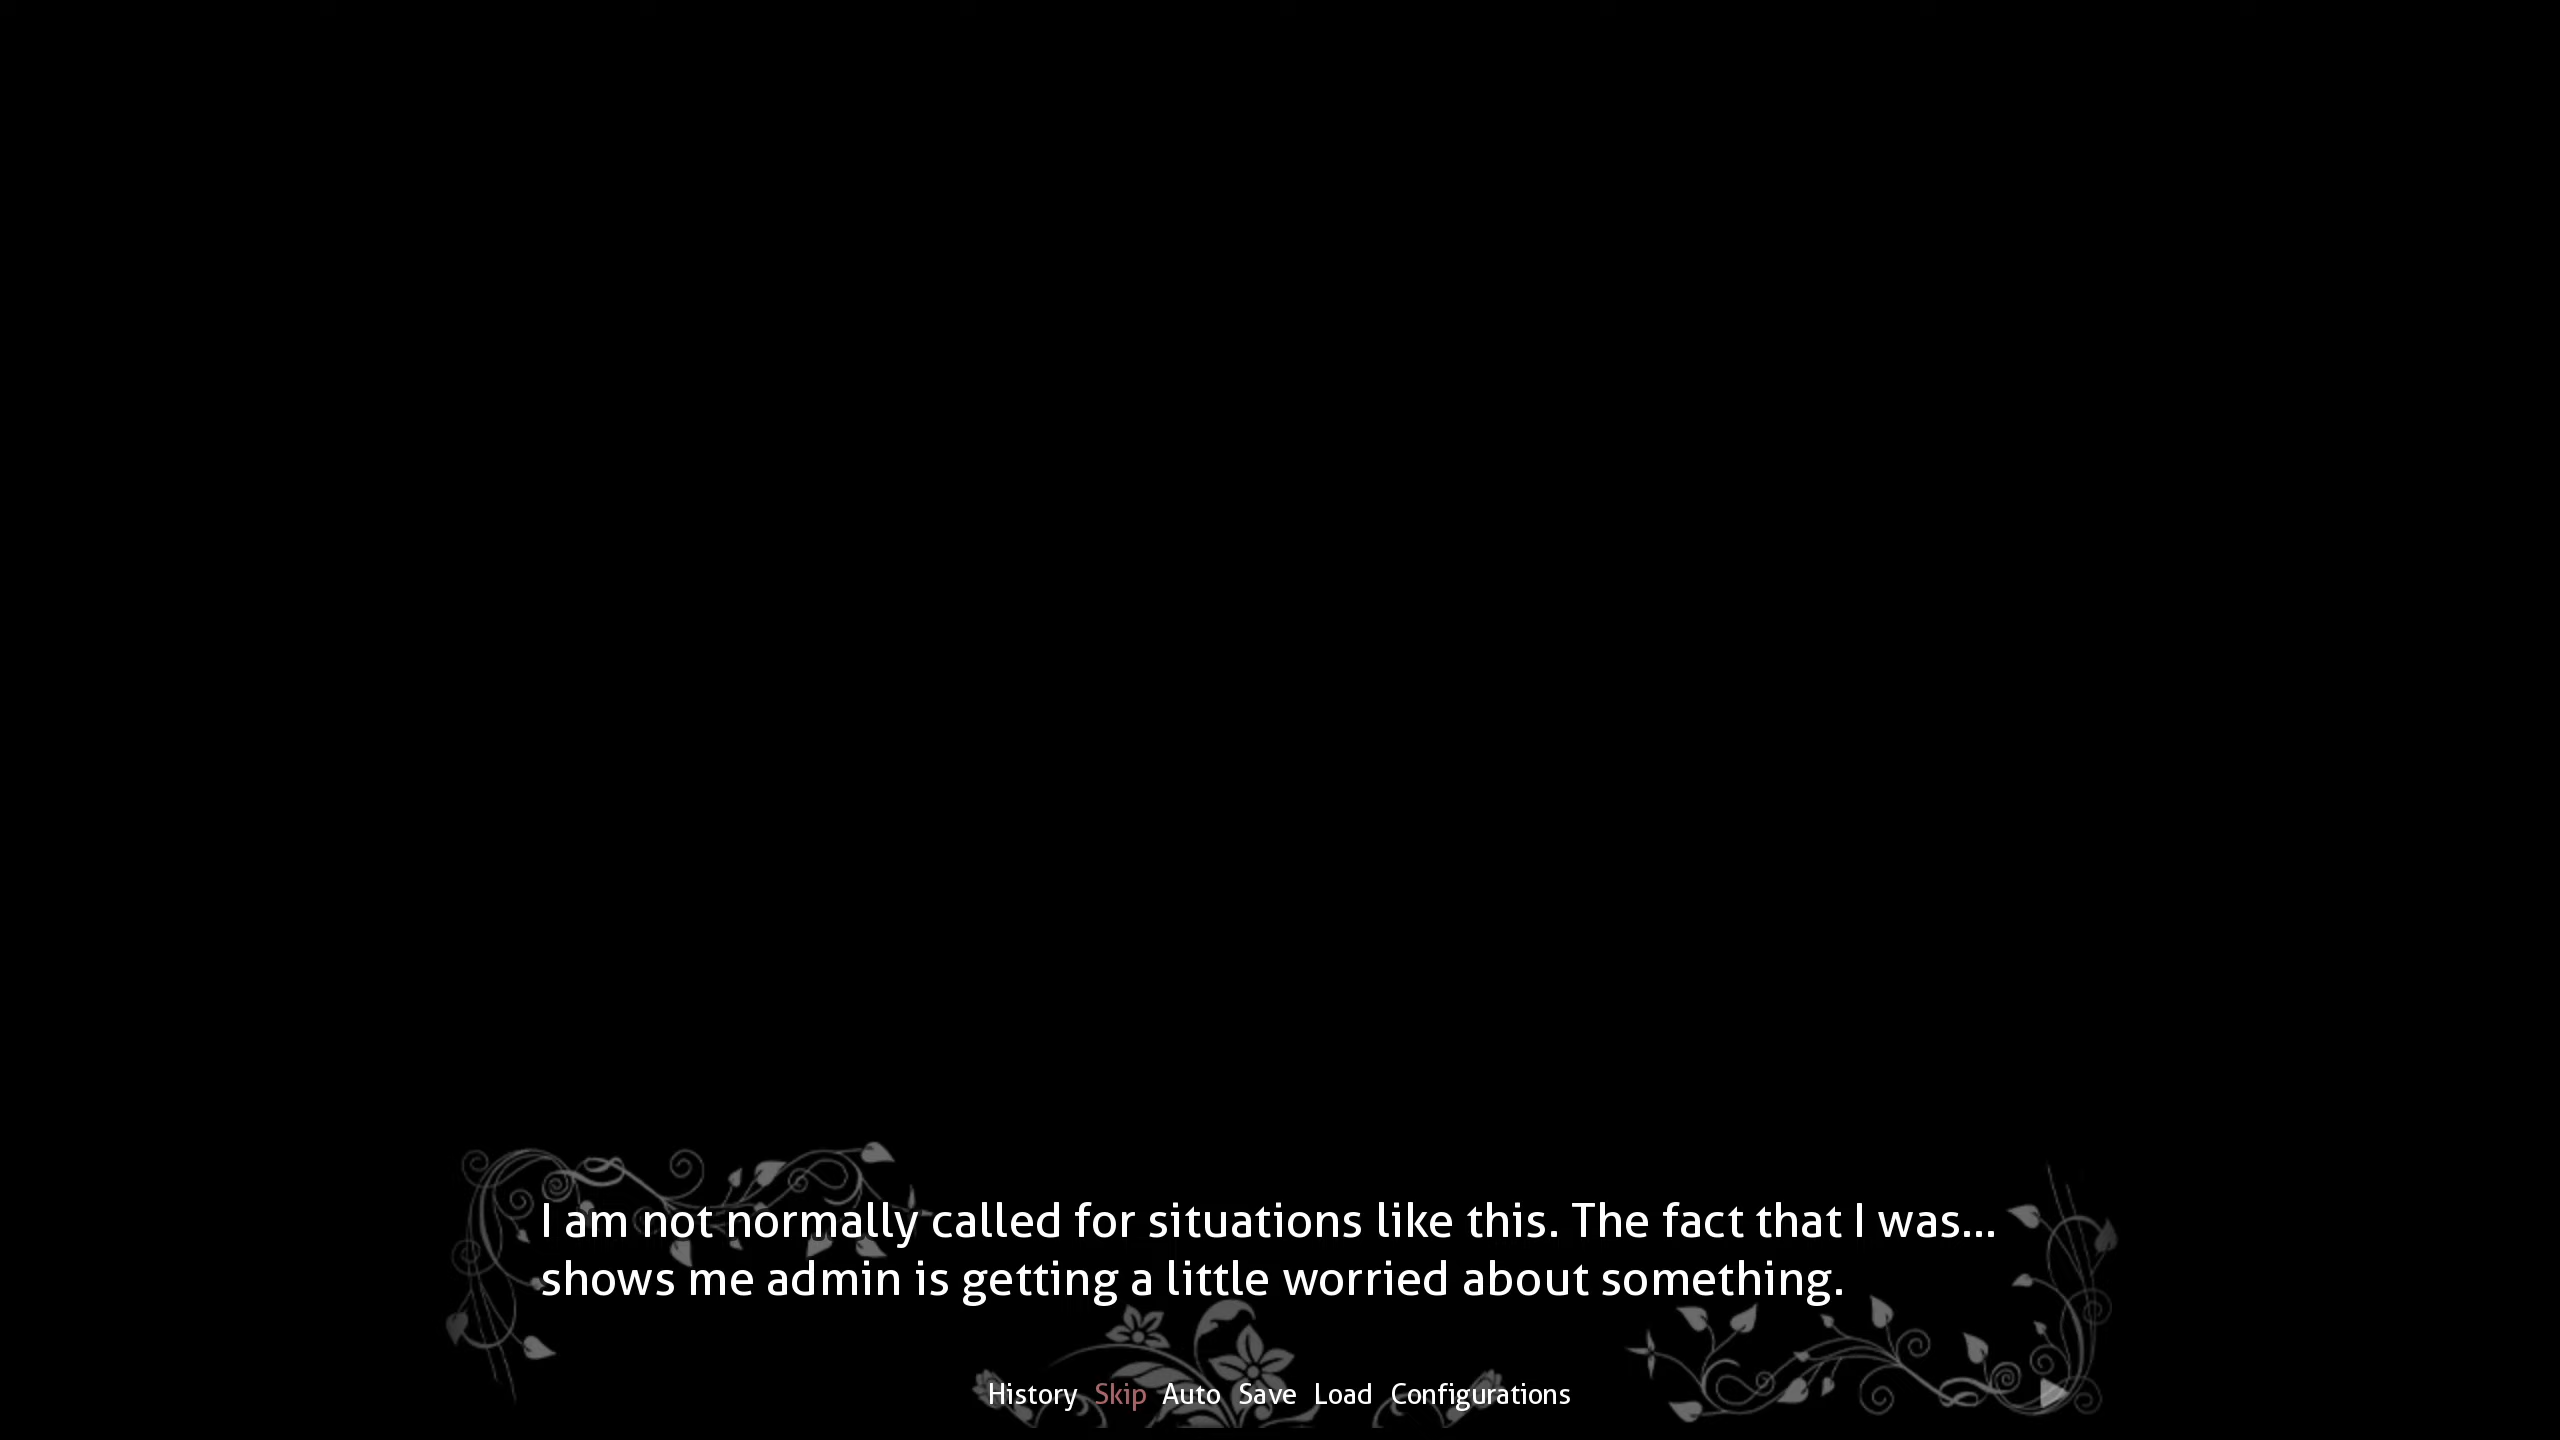 I am not normally called for situations like this. The fact that I was...
shows me admin is getting a little worried about something.
History Skip Auto Save Load Configurations